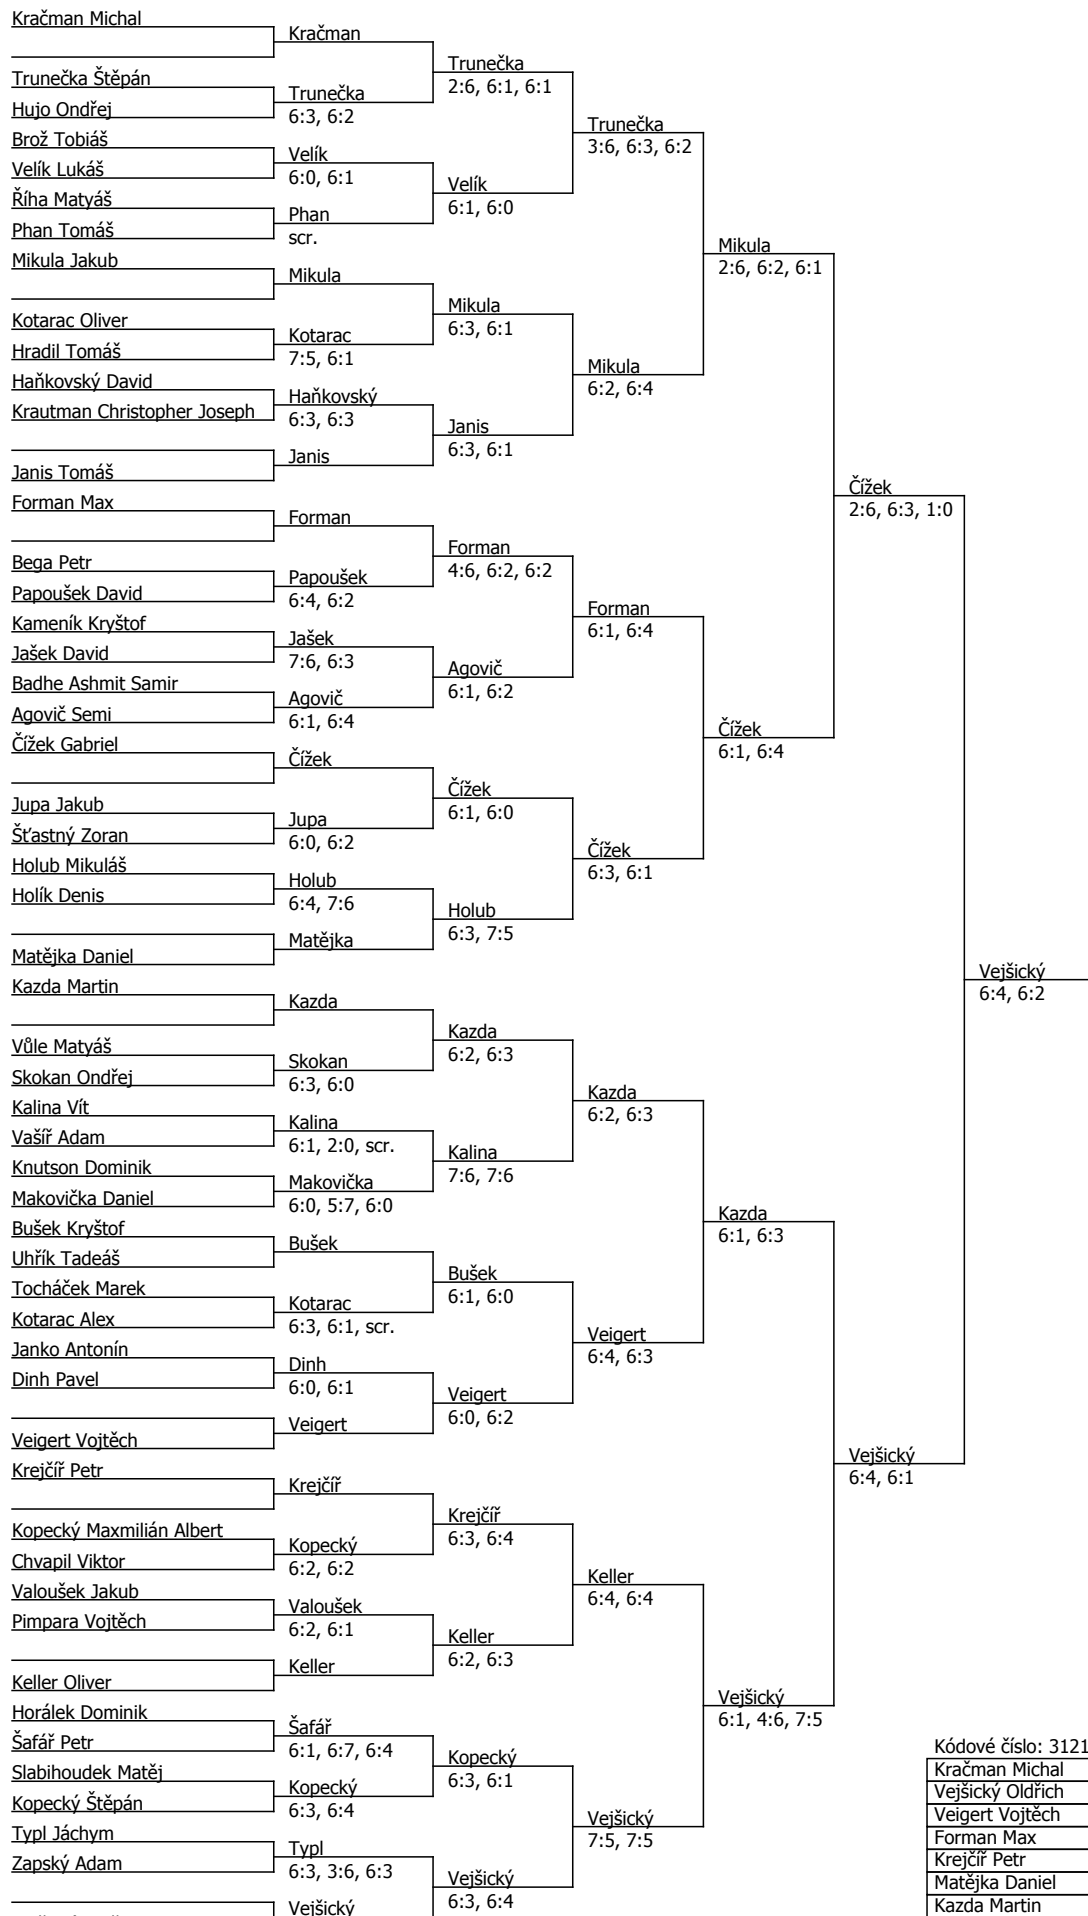 Kračman Michal
Trunečka Štěpán
Hujo Ondřej
Brož Tobiáš
Velík Lukáš
Říha Matyáš
Phan Tomáš
Mikula Jakub
Kotarac Oliver
Hradil Tomáš
Haňkovský David
Krautman Christopher Joseph
Janis Tomáš
Forman Max
Bega Petr
Papoušek David
Kameník Kryštof
Jašek David
Badhe Ashmit Samir
Agovič Semi
Čížek Gabriel
Jupa Jakub
Šťastný Zoran
Holub Mikuláš
Holík Denis
Matějka Daniel
Kazda Martin
Vůle Matyáš
Skokan Ondřej
Kalina Vít
Vašíř Adam
Knutson Dominik
Makovička Daniel
Bušek Kryštof
Uhřík Tadeáš
Tocháček Marek
Kotarac Alex
Janko Antonín
Dinh Pavel
Veigert Vojtěch
Krejčíř Petr
Kopecký Maxmilián Albert
Chvapil Viktor
Valoušek Jakub
Pimpara Vojtěch
Keller Oliver
Horálek Dominik
Šafář Petr
Slabihoudek Matěj
Kopecký Štěpán
Typl Jáchym
Zapský Adam
Kračman
Trunečka
6:3, 6:2
Velík
6:0, 6:1
Phan
scr.
Mikula
Kotarac
7:5, 6:1
Haňkovský
6:3, 6:3
Janis
Forman
Papoušek
6:4, 6:2
Jašek
7:6, 6:3
Agovič
6:1, 6:4
Čížek
Jupa
6:0, 6:2
Holub
6:4, 7:6
Matějka
Kazda
Skokan
6:3, 6:0
Kalina
6:1, 2:0, scr.
Makovička
6:0, 5:7, 6:0
Bušek
Kotarac
6:3, 6:1, scr.
Dinh
6:0, 6:1
Veigert
Krejčíř
Kopecký
6:2, 6:2
Valoušek
6:2, 6:1
Keller
Šafář
6:1, 6:7, 6:4
Kopecký
6:3, 6:4
Typl
6:3, 3:6, 6:3
Vejšický
Trunečka
2:6, 6:1, 6:1
Velík
6:1, 6:0
Mikula
6:3, 6:1
Janis
6:3, 6:1
Forman
4:6, 6:2, 6:2
Agovič
6:1, 6:2
Čížek
6:1, 6:0
Holub
6:3, 7:5
Kazda
6:2, 6:3
Kalina
7:6, 7:6
Bušek
6:1, 6:0
Veigert
6:0, 6:2
Krejčíř
6:3, 6:4
Keller
6:2, 6:3
Kopecký
6:3, 6:1
Vejšický
6:3, 6:4
Trunečka
3:6, 6:3, 6:2
Mikula
6:2, 6:4
Forman
6:1, 6:4
Čížek
6:3, 6:1
Kazda
6:2, 6:3
Veigert
6:4, 6:3
Keller
6:4, 6:4
Vejšický
7:5, 7:5
Mikula
2:6, 6:2, 6:1
Čížek
6:1, 6:4
Kazda
6:1, 6:3
Vejšický
6:1, 4:6, 7:5
Čížek
2:6, 6:3, 1:0
Vejšický
6:4, 6:1
Vejšický
6:4, 6:2
Kódové číslo: 3121
Kračman Michal
Vejšický Oldřich
Veigert Vojtěch
Forman Max
Krejčíř Petr
Matějka Daniel
Kazda Martin